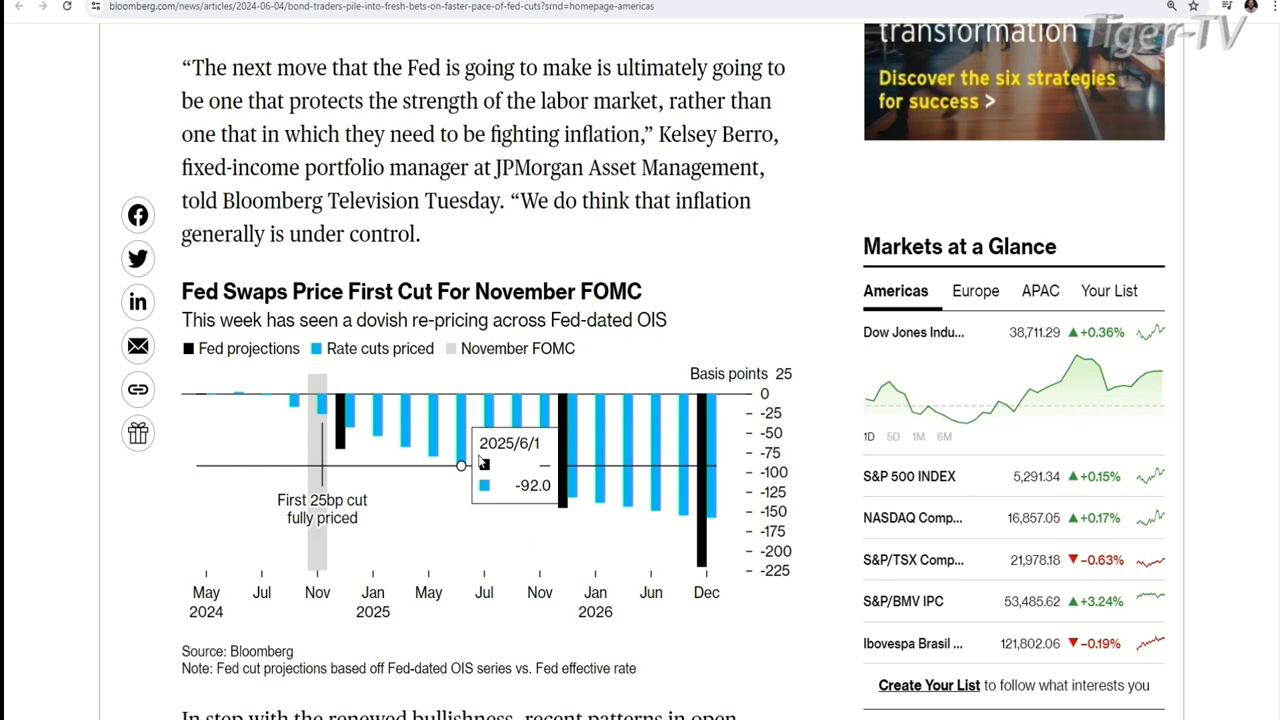 bloomberg.com/news/articles/2024-06-04/bond-traders-pile-into-fresh-bets-on-faster-pace-of-fed-cuts?srnd=homepage-americas
Tiger-TV
“The next move that the Fed is going to make is ultimately going to
be one that protects the strength of the labor market, rather than
one that in which they need to be fighting inflation,” Kelsey Berro,
fixed-income portfolio manager at JPMorgan Asset Management,
told Bloomberg Television Tuesday. “We do think that inflation
generally is under control.
Fed Swaps Price First Cut For November FOMC
This week has seen a dovish re-pricing across Fed-dated OIS
Fed projections Rate cuts priced November FOMC
Basis points 25
0
-25
-50
-75
-100
-125
-150
-175
-200
-225
2025/6/1
—
-92.0
First 25bp cut
fully priced
May Jul Nov Jan May Jul Nov Jan Jun Dec
2024 2025 2026
Source: Bloomberg
Note: Fed cut projections based off Fed-dated OIS series vs. Fed effective rate
In step with the renewed bullishness, recent patterns in open
transformation
Discover the six strategies
for success >
Markets at a Glance
Americas Europe APAC Your List
Dow Jones Indu... 38,711.29 ▲+0.36%
1D 5D 1M 6M
S&P 500 INDEX 5,291.34 ▲+0.15%
NASDAQ Comp... 16,857.05 ▲+0.17%
S&P/TSX Comp... 21,978.18 ▼−0.63%
S&P/BMV IPC 53,485.62 ▲+3.24%
Ibovespa Brasil ... 121,802.06 ▼−0.19%
Create Your List to follow what interests you